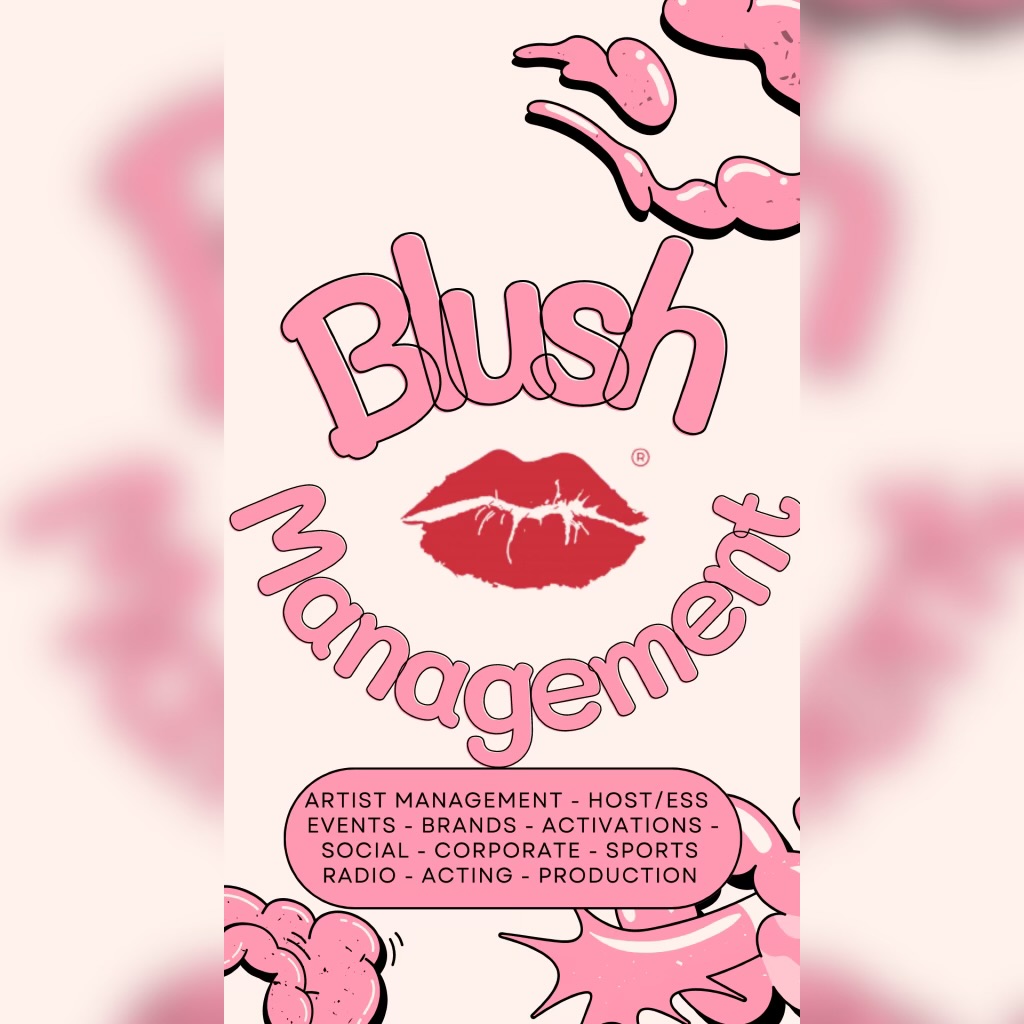 Blush
®
Management
ARTIST MANAGEMENT - HOST/ESS
EVENTS - BRANDS - ACTIVATIONS -
SOCIAL - CORPORATE - SPORTS
RADIO - ACTING - PRODUCTION